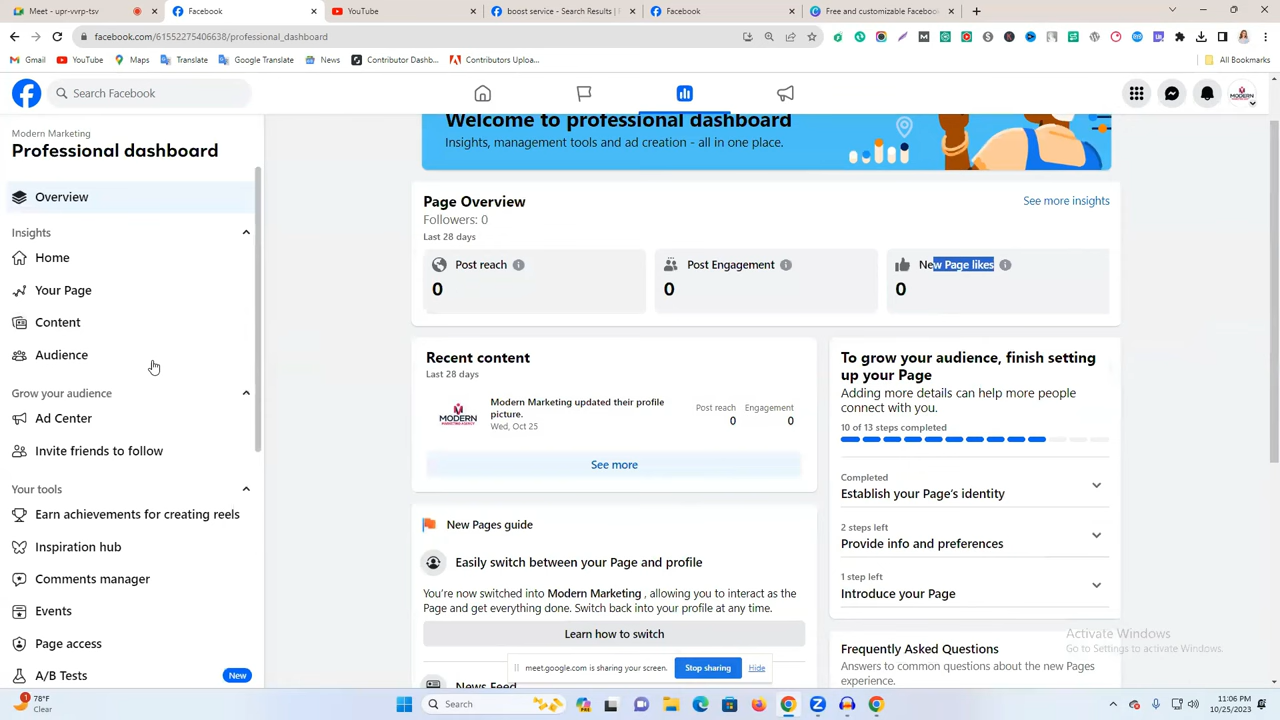 Meet - upr-vvrp-tsv
Facebook
YouTube
boost service - Search Results |
Facebook
Free and customizable Facebook
facebook.com/61552275406638/professional_dashboard
Gmail
YouTube
Maps
Translate
Google Translate
News
Contributor Dashb...
Contributors Uploa...
All Bookmarks
Search Facebook
Modern Marketing
Professional dashboard
Overview
Insights
Home
Your Page
Content
Audience
Grow your audience
Ad Center
Invite friends to follow
Your tools
Earn achievements for creating reels
Inspiration hub
Comments manager
Events
Page access
A/B Tests
New
Welcome to professional dashboard
Insights, management tools and ad creation - all in one place.
Page Overview
See more insights
Followers: 0
Last 28 days
Post reach
0
Post Engagement
0
New Page likes
0
Recent content
Last 28 days
MODERN
Modern Marketing updated their profile
picture.
Wed, Oct 25
Post reach
0
Engagement
0
See more
New Pages guide
Easily switch between your Page and profile
You're now switched into Modern Marketing , allowing you to interact as the
Page and get everything done. Switch back into your profile at any time.
Learn how to switch
News Feed
To grow your audience, finish setting
up your Page
Adding more details can help more people
connect with you.
10 of 13 steps completed
Completed
Establish your Page's identity
2 steps left
Provide info and preferences
1 step left
Introduce your Page
Frequently Asked Questions
Answers to common questions about the new Pages
experience.
Activate Windows
Go to Settings to activate Windows.
meet.google.com is sharing your screen.
Stop sharing
Hide
1
78°F
Clear
Search
11:06 PM
10/25/2023